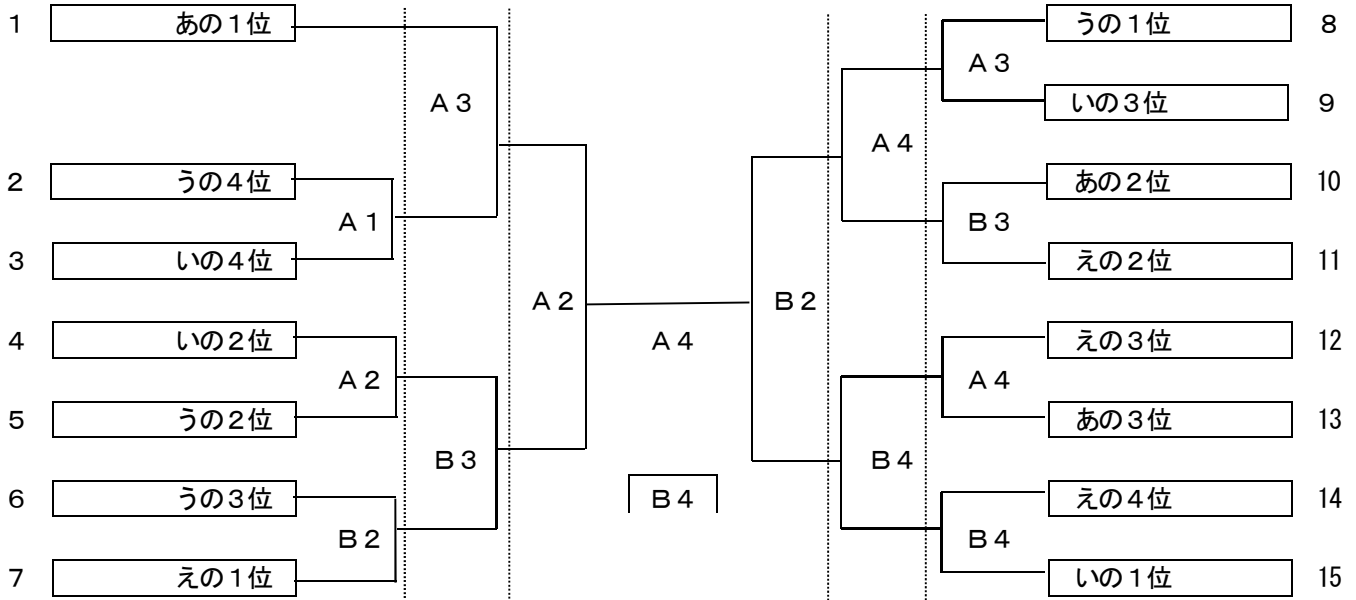 1 あの1位
A3
2 うの4位
A1
3 いの4位
4 いの2位
A2
5 うの2位
B3
6 うの3位
B2
7 えの1位
A2
A4
B4
B2
うの1位 8
A3
いの3位 9
A4
あの2位 10
B3
えの2位 11
えの3位 12
A4
あの3位 13
B4
えの4位 14
B4
いの1位 15